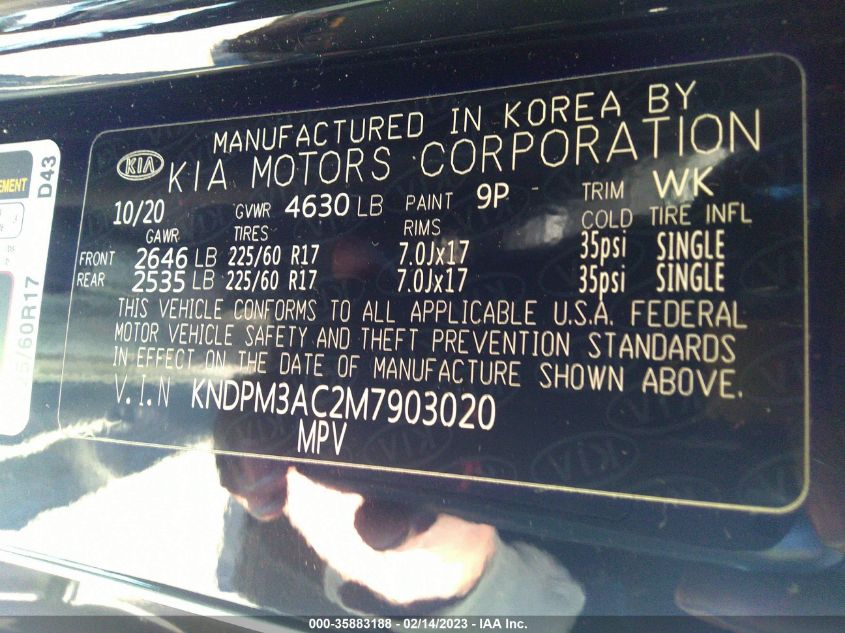 MANUFACTURED IN KOREA BY
KIA KIA MOTORS CORPORATION
10/20 GVWR 4630 LB PAINT 9P TRIM WK
GAWR TIRES RIMS COLD TIRE INFL
FRONT 2646 LB 225/60 R17 7.0Jx17 35psi SINGLE
REAR 2535 LB 225/60 R17 7.0Jx17 35psi SINGLE
THIS VEHICLE CONFORMS TO ALL APPLICABLE U.S.A. FEDERAL
MOTOR VEHICLE SAFETY AND THEFT PREVENTION STANDARDS
IN EFFECT ON THE DATE OF MANUFACTURE SHOWN ABOVE.
V.I.N KNDPM3AC2M7903020
MPV
D43
000-35883188 - 02/14/2023 - IAA Inc.